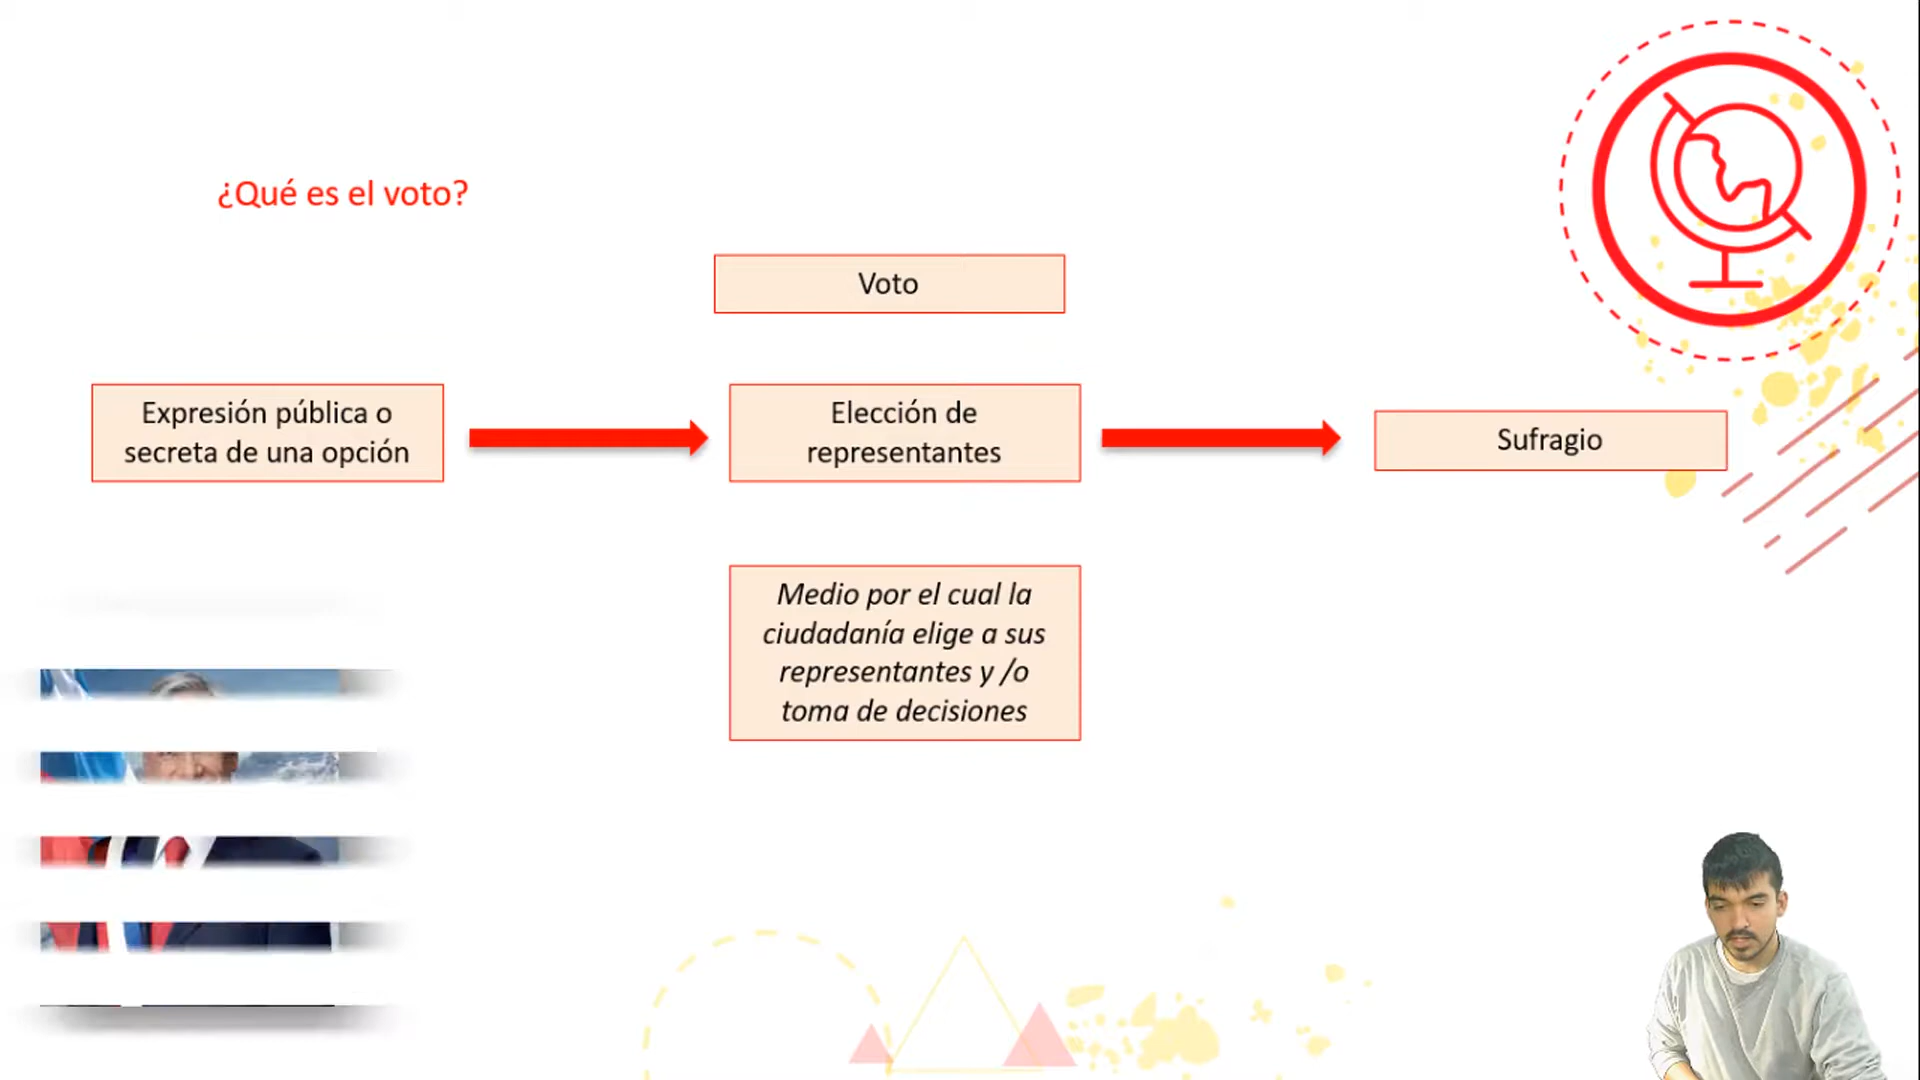 ¿Qué es el voto?
Voto
Expresión pública o
secreta de una opción
Elección de
representantes
Sufragio
Medio por el cual la
ciudadanía elige a sus
representantes y /o
toma de decisiones